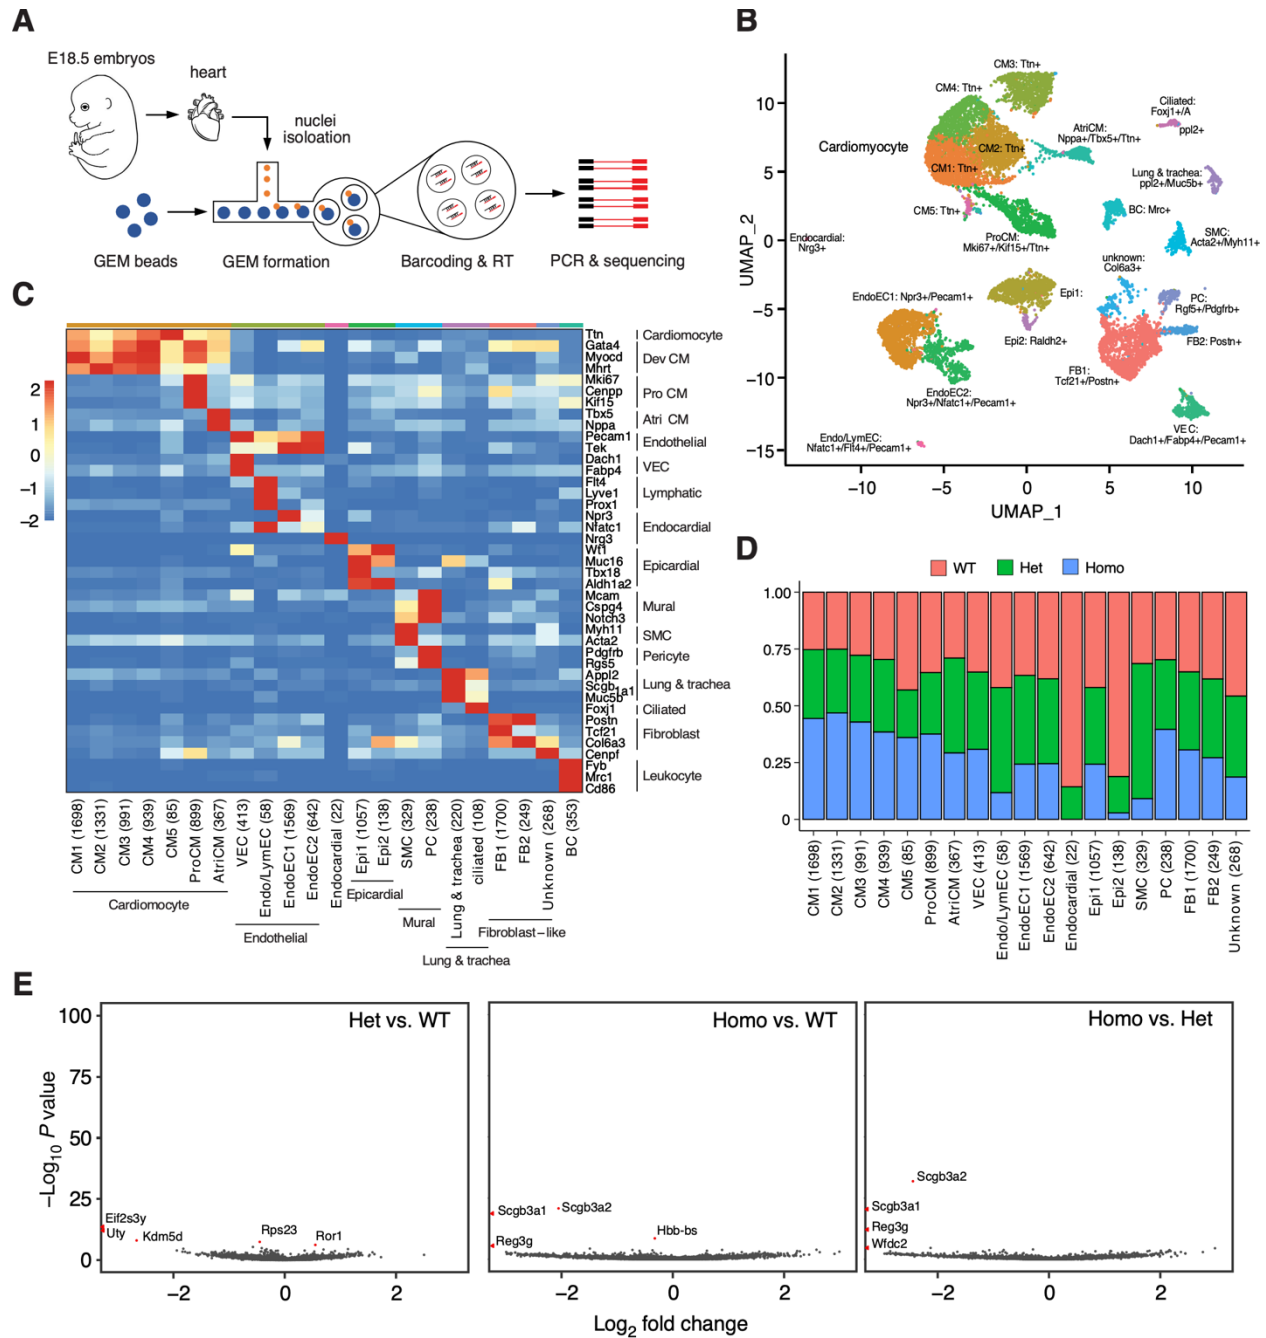 A
E18.5 embryos
heart
nuclei
isoloation
GEM beads
GEM formation
Barcoding & RT
PCR & sequencing
B
UMAP_2
10
5
0
−5
−10
−15
−10
−5
0
5
10
UMAP_1
CM3: Ttn+
CM4: Ttn+
Cardiomyocyte
CM2: Ttn+
CM1: Ttn+
CM5: Ttn+
AtriCM:
Nppa+/Tbx5+/Ttn+
Ciliated:
Foxj1+/A
ppl2+
Lung & trachea:
ppl2+/Muc5b+
BC: Mrc+
SMC:
Acta2+/Myh11+
ProCM:
Mki67+/Kif15+/Ttn+
Endocardial:
Nrg3+
unknown:
Col6a3+
EndoEC1: Npr3+/Pecam1+
Epi1:
PC:
Rgf5+/Pdgfrb+
Epi2: Raldh2+
FB2: Postn+
FB1:
Tcf21+/Postn+
EndoEC2:
Npr3+/Nfatc1+/Pecam1+
Endo/LymEC:
Nfatc1+/Flt4+/Pecam1+
VEC:
Dach1+/Fabp4+/Pecam1+
C
2
1
0
−1
−2
Ttn
Gata4
Myocd
Mhrt
Mki67
Cenpp
Kif15
Tbx5
Nppa
Pecam1
Tek
Dach1
Fabp4
Flt4
Lyve1
Prox1
Npr3
Nfatc1
Nrg3
Wt1
Muc16
Tbx18
Aldh1a2
Mcam
Cspg4
Notch3
Myh11
Acta2
Pdgfrb
Rgs5
Appl2
Scgb1a1
Muc5b
Foxj1
Postn
Tcf21
Col6a3
Cenpf
Fyb
Mrc1
Cd86
Cardiomocyte
Dev CM
Pro CM
Atri CM
Endothelial
VEC
Lymphatic
Endocardial
Epicardial
Mural
SMC
Pericyte
Lung & trachea
Ciliated
Fibroblast
Leukocyte
CM1 (1698)
CM2 (1331)
CM3 (991)
CM4 (939)
CM5 (85)
ProCM (899)
AtriCM (367)
VEC (413)
Endo/LymEC (58)
EndoEC1 (1569)
EndoEC2 (642)
Endocardial (22)
Epi1 (1057)
Epi2 (138)
SMC (329)
PC (238)
Lung & trachea (220)
ciliated (108)
FB1 (1700)
FB2 (249)
Unknown (268)
BC (353)
Cardiomocyte
Endothelial
Epicardial
Mural
Lung & trachea
Fibroblast−like
D
WT
Het
Homo
1.00
0.75
0.50
0.25
0
CM1 (1698)
CM2 (1331)
CM3 (991)
CM4 (939)
CM5 (85)
ProCM (899)
AtriCM (367)
VEC (413)
Endo/LymEC (58)
EndoEC1 (1569)
EndoEC2 (642)
Endocardial (22)
Epi1 (1057)
Epi2 (138)
SMC (329)
PC (238)
FB1 (1700)
FB2 (249)
Unknown (268)
E
−Log10 P value
100
75
50
25
0
Het vs. WT
Eif2s3y
Uty
Kdm5d
Rps23
Ror1
−2
0
2
Homo vs. WT
Scgb3a1
Scgb3a2
Hbb-bs
Reg3g
−2
0
2
Homo vs. Het
Scgb3a2
Scgb3a1
Reg3g
Wfdc2
−2
0
2
Log2 fold change